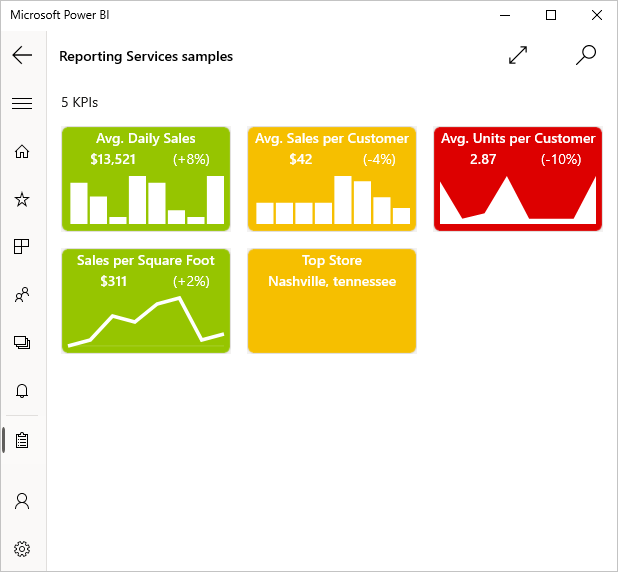 Microsoft Power BI
Reporting Services samples
5 KPIs
Avg. Daily Sales
$13,521 (+8%)
Avg. Sales per Customer
$42 (-4%)
Avg. Units per Customer
2.87 (-10%)
Sales per Square Foot
$311 (+2%)
Top Store
Nashville, tennessee